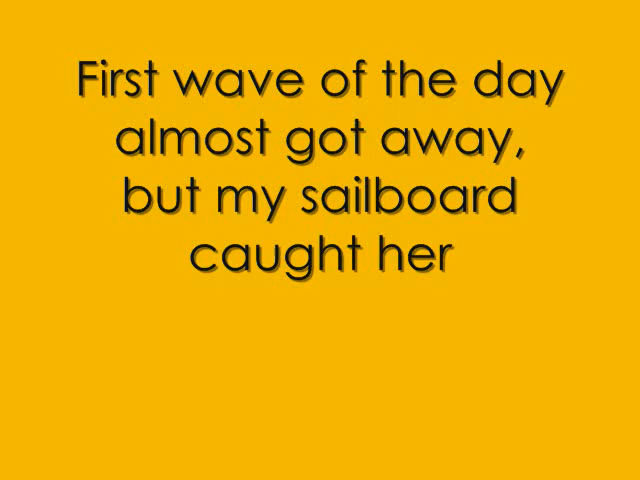 First wave of the day
almost got away,
but my sailboard
caught her